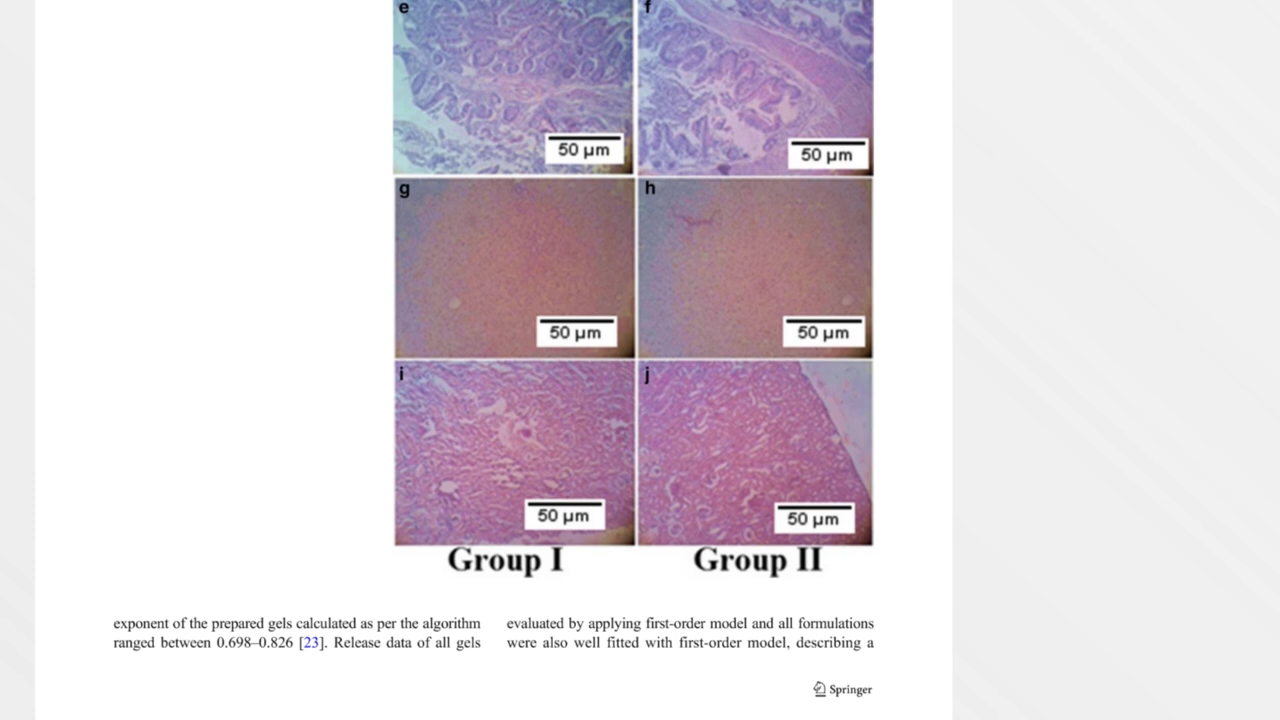 e
f
50 µm
50 µm
g
h
50 µm
50 µm
i
j
50 µm
50 µm
Group I
Group II
exponent of the prepared gels calculated as per the algorithm
ranged between 0.698–0.826 [23]. Release data of all gels
evaluated by applying first-order model and all formulations
were also well fitted with first-order model, describing a
Springer